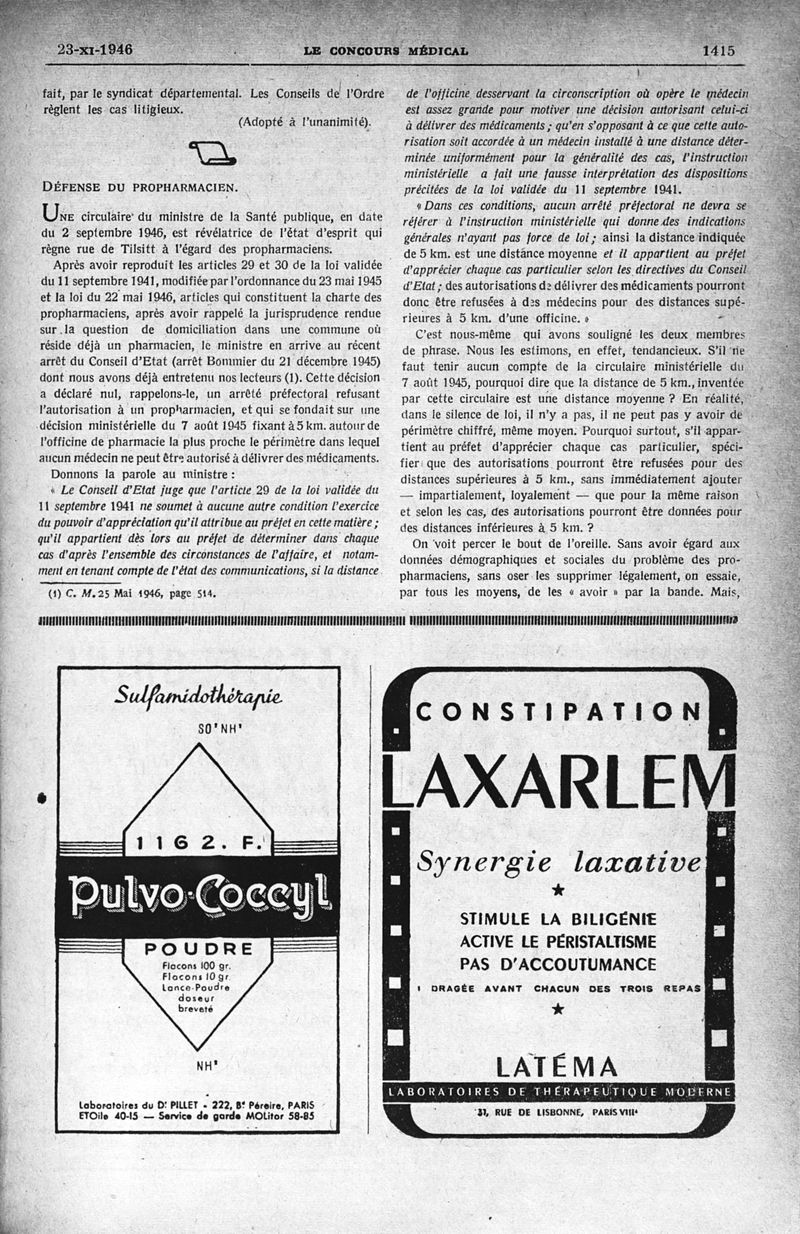 23-XI-1946
LE CONCOURS MÉDICAL
1415
fait, par le syndicat départemental. Les Conseils de l'Ordre
règlent les cas litigieux.
(Adopté à l'unanimité).
DÉFENSE DU PROPHARMACIEN.
UNE circulaire du ministre de la Santé publique, en date
du 2 septembre 1946, est révélatrice de l'état d'esprit qui
règne rue de Tilsitt à l'égard des propharmaciens.
Après avoir reproduit les articles 29 et 30 de la loi validée
du 11 septembre 1941, modifiée par l'ordonnance du 23 mai 1945
et la loi du 22 mai 1946, articles qui constituent la charte des
propharmaciens, après avoir rappelé la jurisprudence rendue
sur la question de domiciliation dans une commune où
réside déjà un pharmacien, le ministre en arrive au récent
arrêt du Conseil d'Etat (arrêt Bommier du 21 décembre 1945)
dont nous avons déjà entretenu nos lecteurs (1). Cette décision
a déclaré nul, rappelons-le, un arrêté préfectoral refusant
l'autorisation à un propharmacien, et qui se fondait sur une
décision ministérielle du 7 août 1945 fixant à 5 km. autour de
l'officine de pharmacie la plus proche le périmètre dans lequel
aucun médecin ne peut être autorisé à délivrer des médicaments.
Donnons la parole au ministre :
« Le Conseil d'Etat juge que l'article 29 de la loi validée du
11 septembre 1941 ne soumet à aucune autre condition l'exercice
du pouvoir d'appréciation qu'il attribue au préfet en cette matière ;
qu'il appartient dès lors au préfet de déterminer dans chaque
cas d'après l'ensemble des circonstances de l'affaire, et notam-
ment en tenant compte de l'état des communications, si la distance
(1) C. M. 25 Mai 1946, page 514.
de l'officine desservant la circonscription où opère le médecin
est assez grande pour motiver une décision autorisant celui-ci
à délivrer des médicaments ; qu'en s'opposant à ce que cette auto-
risation soit accordée à un médecin installé à une distance déter-
minée uniformément pour la généralité des cas, l'instruction
ministérielle a fait une fausse interprétation des dispositions
précitées de la loi validée du 11 septembre 1941.
« Dans ces conditions, aucun arrêté préfectoral ne devra se
référer à l'instruction ministérielle qui donne des indications
générales n'ayant pas force de loi ; ainsi la distance indiquée
de 5 km. est une distance moyenne et il appartient au préfet
d'apprécier chaque cas particulier selon les directives du Conseil
d'Etat ; des autorisations de délivrer des médicaments pourront
donc être refusées à des médecins pour des distances supé-
rieures à 5 km. d'une officine. »
C'est nous-même qui avons souligné les deux membres
de phrase. Nous les estimons, en effet, tendancieux. S'il ne
faut tenir aucun compte de la circulaire ministérielle du
7 août 1945, pourquoi dire que la distance de 5 km., inventée
par cette circulaire est une distance moyenne ? En réalité,
dans le silence de loi, il n'y a pas, il ne peut pas y avoir de
périmètre chiffré, même moyen. Pourquoi surtout, s'il appar-
tient au préfet d'apprécier chaque cas particulier, spéci-
fier que des autorisations pourront être refusées pour des
distances supérieures à 5 km., sans immédiatement ajouter
— impartialement, loyalement — que pour la même raison
et selon les cas, des autorisations pourront être données pour
des distances inférieures à 5 km. ?
On voit percer le bout de l'oreille. Sans avoir égard aux
données démographiques et sociales du problème des pro-
pharmaciens, sans oser les supprimer légalement, on essaie,
par tous les moyens, de les « avoir » par la bande. Mais,
Sulfamidothérapie
SO²NH²
1162. F.
Pulvo-Coccyl
POUDRE
Flacons 100 gr.
Flacons 10 gr.
Lance-Poudre
doseur
breveté
NH²
Laboratoires du Dr PILLET - 222, Bd Péreire, PARIS
ETOile 40-15 — Service de garde MOLitor 58-85
CONSTIPATION
LAXARLEM
Synergie laxative
STIMULE LA BILIGÉNIE
ACTIVE LE PÉRISTALTISME
PAS D'ACCOUTUMANCE
1 DRAGÉE AVANT CHACUN DES TROIS REPAS
LATÉMA
LABORATOIRES DE THÉRAPEUTIQUE MODERNE
31, RUE DE LISBONNE, PARIS VIIIe